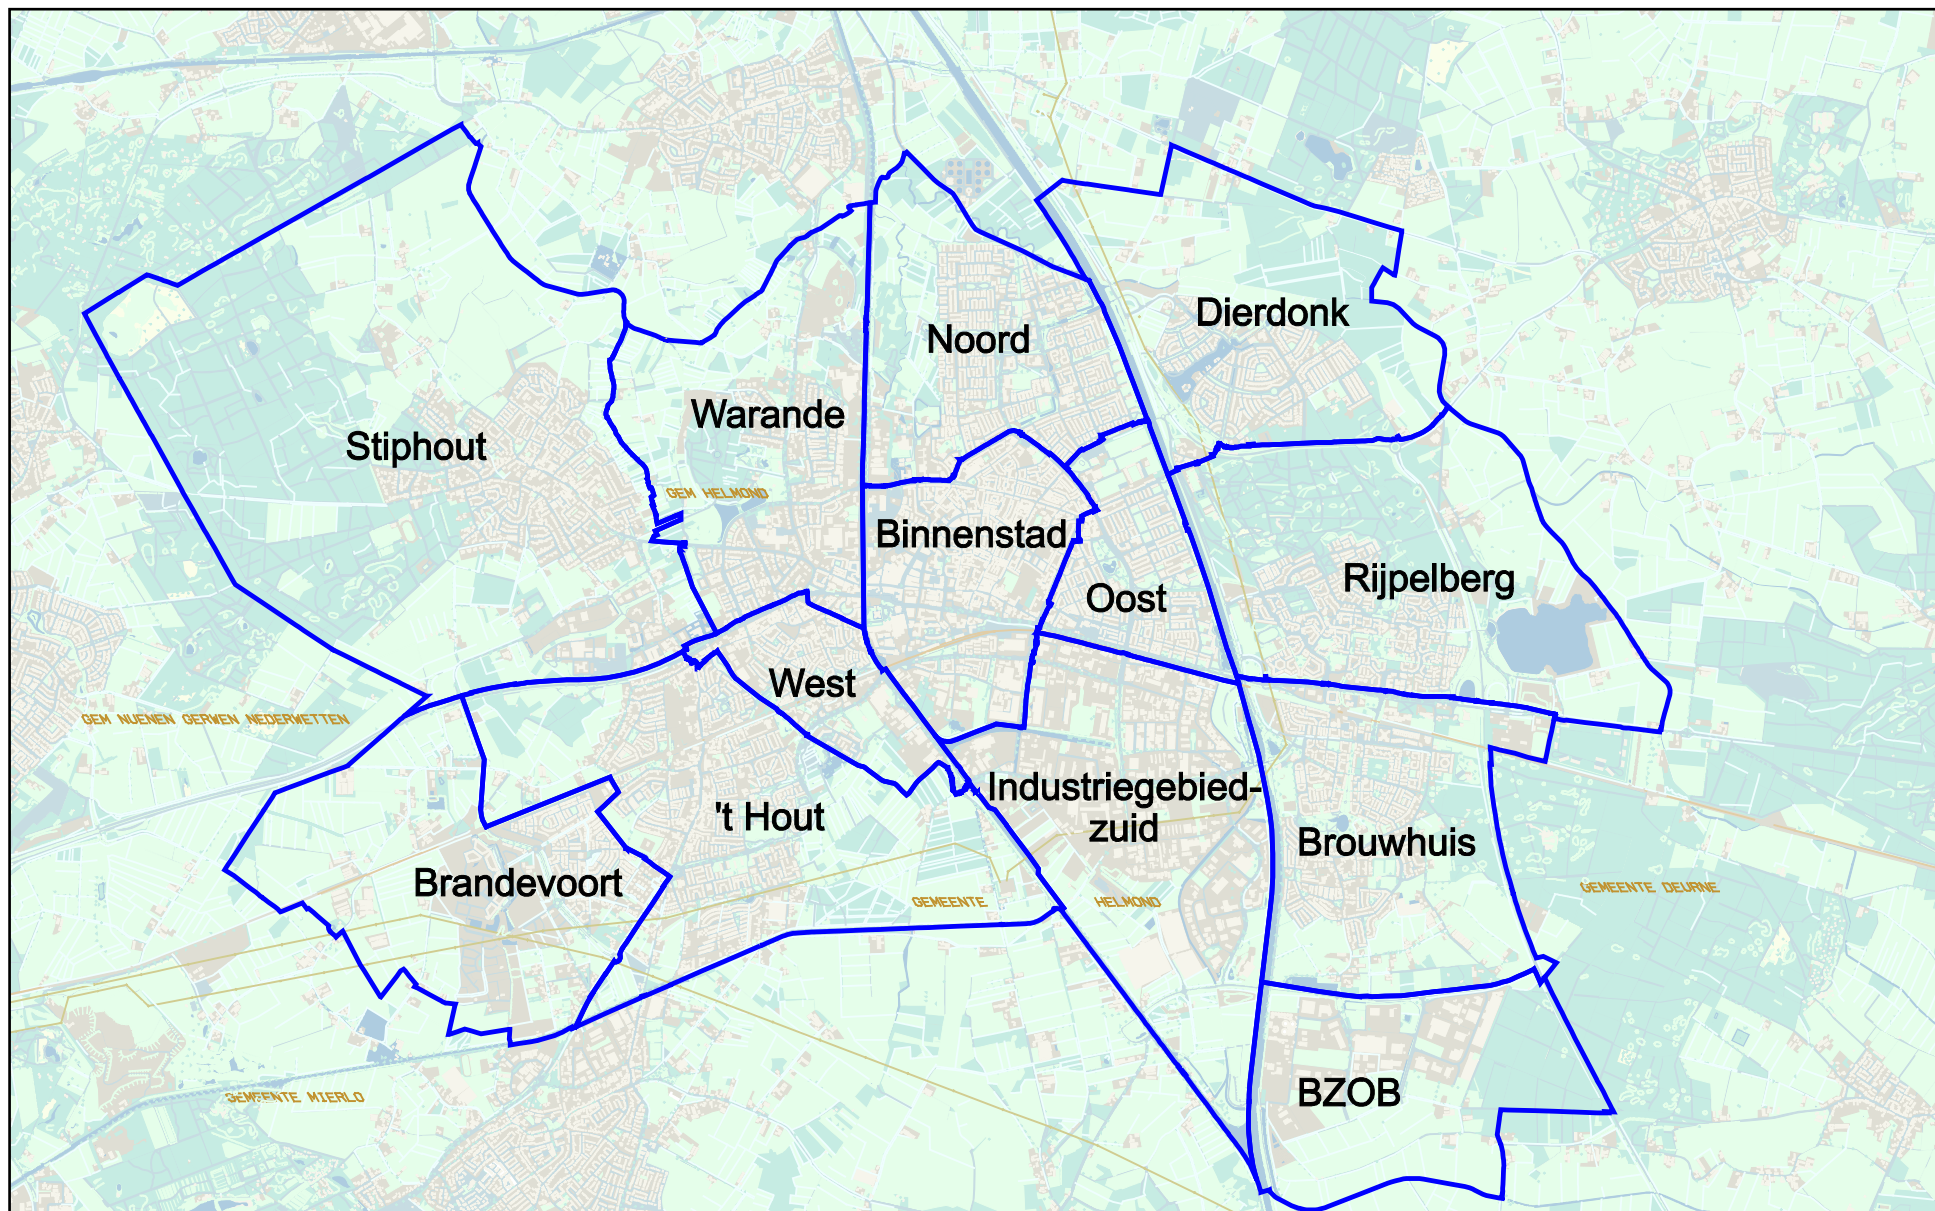 Dierdonk
Noord
Warande
Stiphout
GEM HELMOND
Binnenstad
Rijpelberg
Oost
West
GEM NUENEN GERWEN NEDERWETTEN
Industriegebied-
zuid
't Hout
Brouwhuis
Brandevoort
GEMEENTE DEURNE
GEMEENTE HELMOND
BZOB
GEMEENTE MIERLO